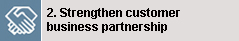 2. Strengthen customer
business partnership